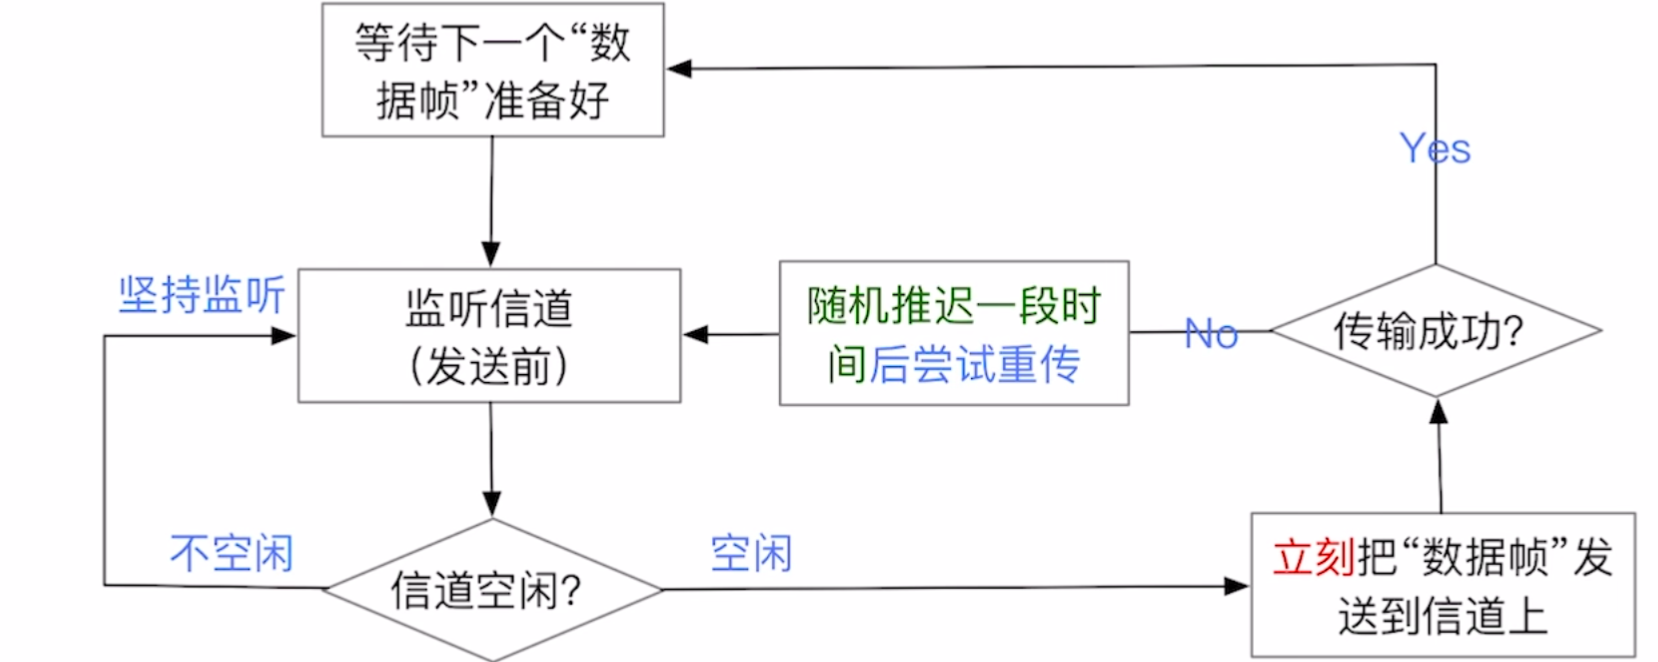 等待下一个“数
据帧”准备好
Yes
坚持监听
监听信道
（发送前）
随机推迟一段时
间后尝试重传
No
传输成功?
不空闲
信道空闲?
空闲
立刻把“数据帧”发
送到信道上